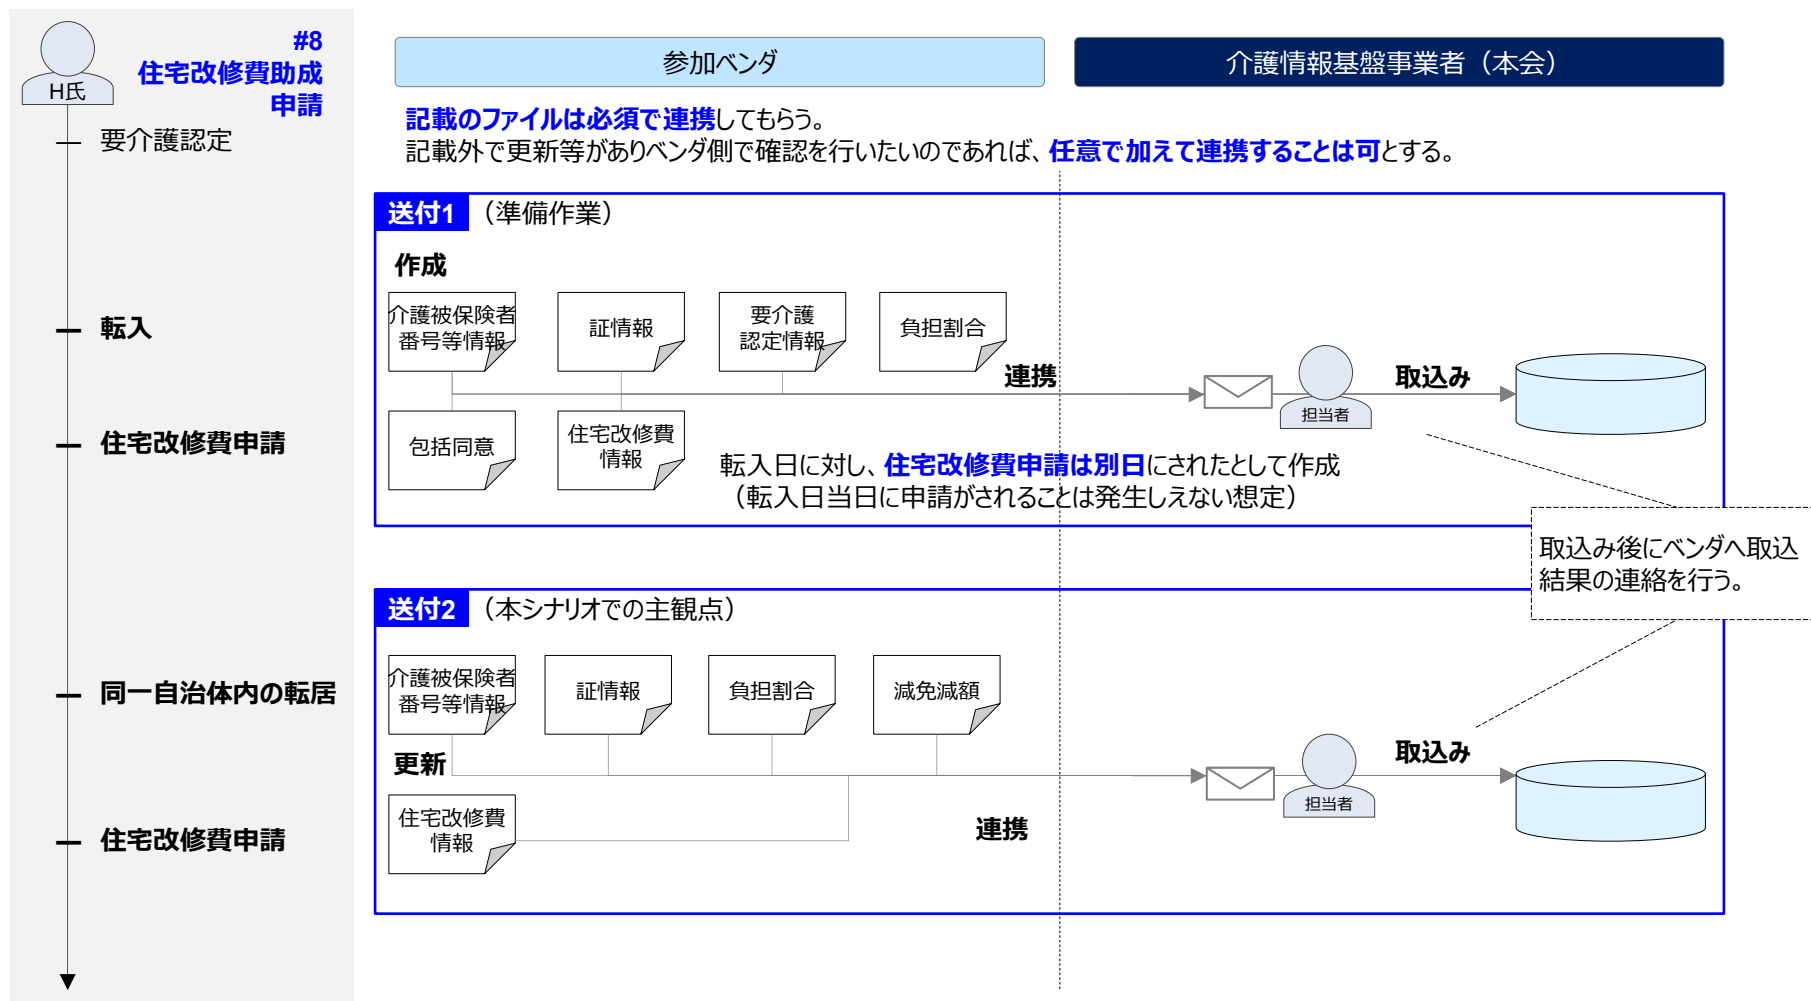 #8
住宅改修費助成
申請
H氏
要介護認定
転入
住宅改修費申請
同一自治体内の転居
住宅改修費申請
参加ベンダ
介護情報基盤事業者（本会）
記載のファイルは必須で連携してもらう。
記載外で更新等がありベンダ側で確認を行いたいのであれば、任意で加えて連携することは可とする。
送付1 （準備作業）
作成
介護被保険者
番号等情報
証情報
要介護
認定情報
負担割合
連携
担当者
取込み
包括同意
住宅改修費
情報
転入日に対し、住宅改修費申請は別日にされたとして作成
（転入日当日に申請がされることは発生しえない想定）
取込み後にベンダへ取込
結果の連絡を行う。
送付2 （本シナリオでの主観点）
介護被保険者
番号等情報
証情報
負担割合
減免減額
更新
担当者
取込み
住宅改修費
情報
連携